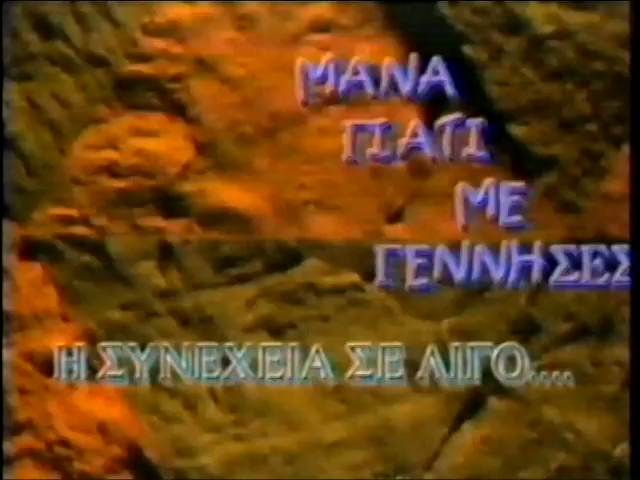 ΜΑΝΑ
ΓΙΑΤΙ
ΜΕ
ΓΕΝΝΗΣΕΣ
Η ΣΥΝΕΧΕΙΑ ΣΕ ΛΙΓΟ....